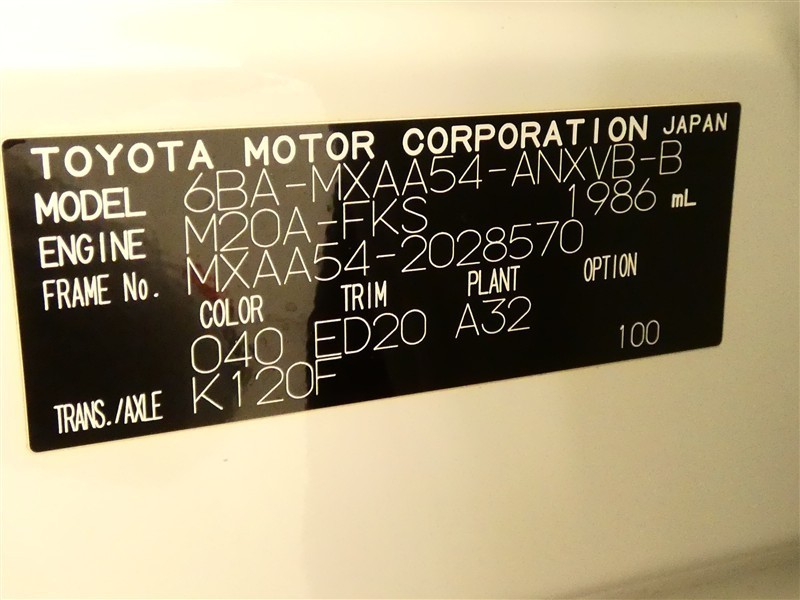 TOYOTA MOTOR CORPORATION JAPAN
MODEL 6BA-MXAA54-ANXVB-B
ENGINE M20A-FKS 1986 mL
FRAME No. MXAA54-2028570
COLOR TRIM PLANT OPTION
040 ED20 A32 100
TRANS./AXLE K120F